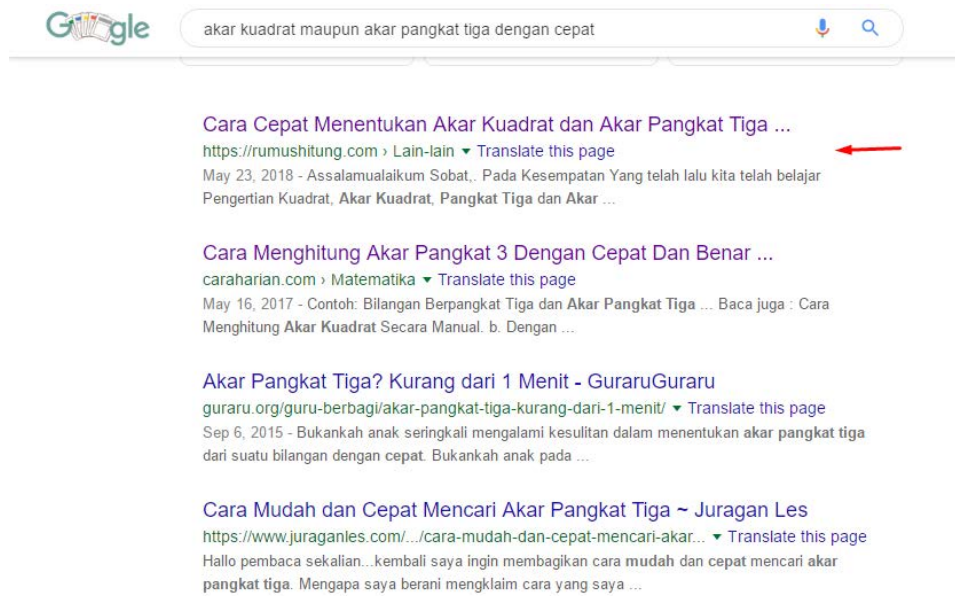 Google
akar kuadrat maupun akar pangkat tiga dengan cepat
Cara Cepat Menentukan Akar Kuadrat dan Akar Pangkat Tiga ...
https://rumushitung.com › Lain-lain ▼ Translate this page
May 23, 2018 - Assalamualaikum Sobat,. Pada Kesempatan Yang telah lalu kita telah belajar
Pengertian Kuadrat, Akar Kuadrat, Pangkat Tiga dan Akar ...
Cara Menghitung Akar Pangkat 3 Dengan Cepat Dan Benar ...
caraharian.com › Matematika ▼ Translate this page
May 16, 2017 - Contoh: Bilangan Berpangkat Tiga dan Akar Pangkat Tiga ... Baca juga : Cara
Menghitung Akar Kuadrat Secara Manual. b. Dengan ...
Akar Pangkat Tiga? Kurang dari 1 Menit - GuraruGuraru
guraru.org/guru-berbagi/akar-pangkat-tiga-kurang-dari-1-menit/ ▼ Translate this page
Sep 6, 2015 - Bukankah anak seringkali mengalami kesulitan dalam menentukan akar pangkat tiga
dari suatu bilangan dengan cepat. Bukankah anak pada ...
Cara Mudah dan Cepat Mencari Akar Pangkat Tiga ~ Juragan Les
https://www.juraganles.com/.../cara-mudah-dan-cepat-mencari-akar... ▼ Translate this page
Hallo pembaca sekalian...kembali saya ingin membagikan cara mudah dan cepat mencari akar
pangkat tiga. Mengapa saya berani mengklaim cara yang saya ...